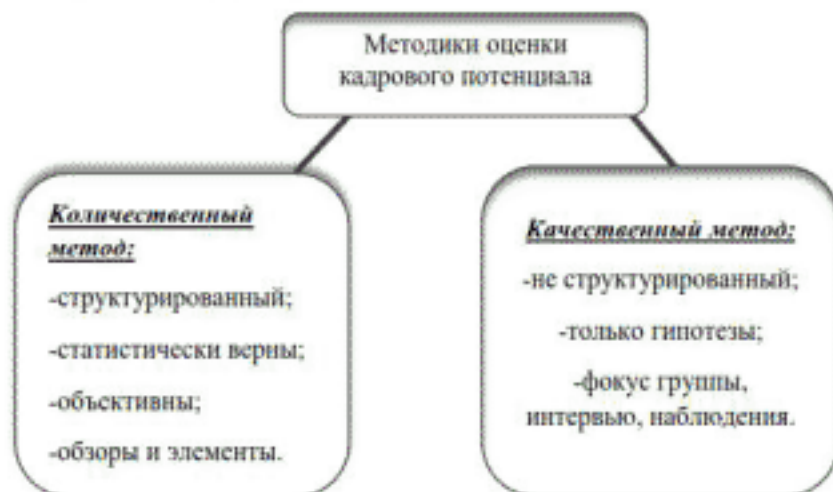 Методики оценки
кадрового потенциала
Количественный
метод:
-структурированный;
-статистически верны;
-объективны;
-обзоры и элементы.
Качественный метод:
-не структурированный;
-только гипотезы;
-фокус группы,
интервью, наблюдения.